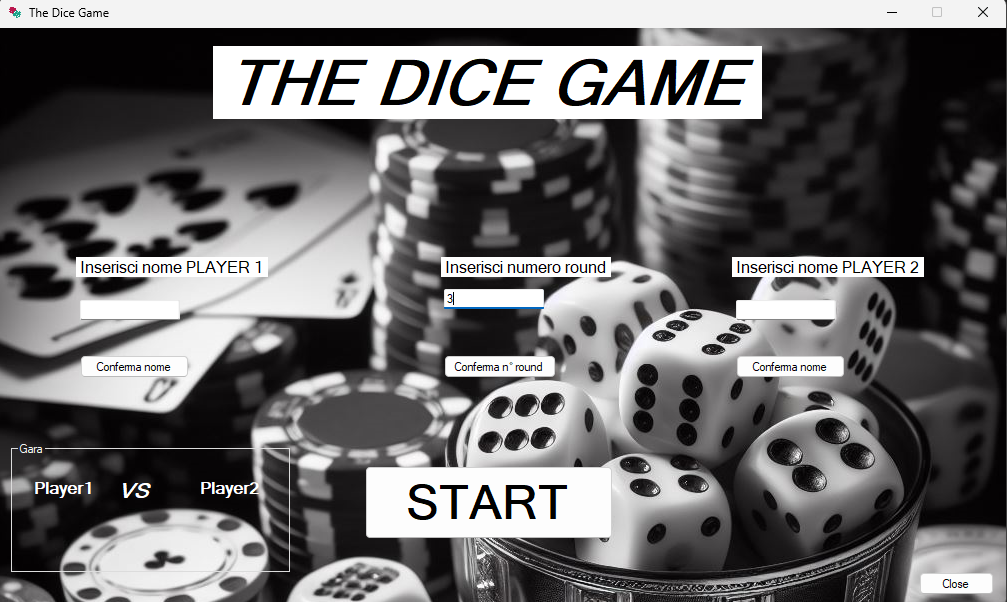 The Dice Game
THE DICE GAME
Inserisci nome PLAYER 1
Inserisci numero round
Inserisci nome PLAYER 2
3
Conferma nome
Conferma n° round
Conferma nome
Gara
Player1 VS Player2
START
Close